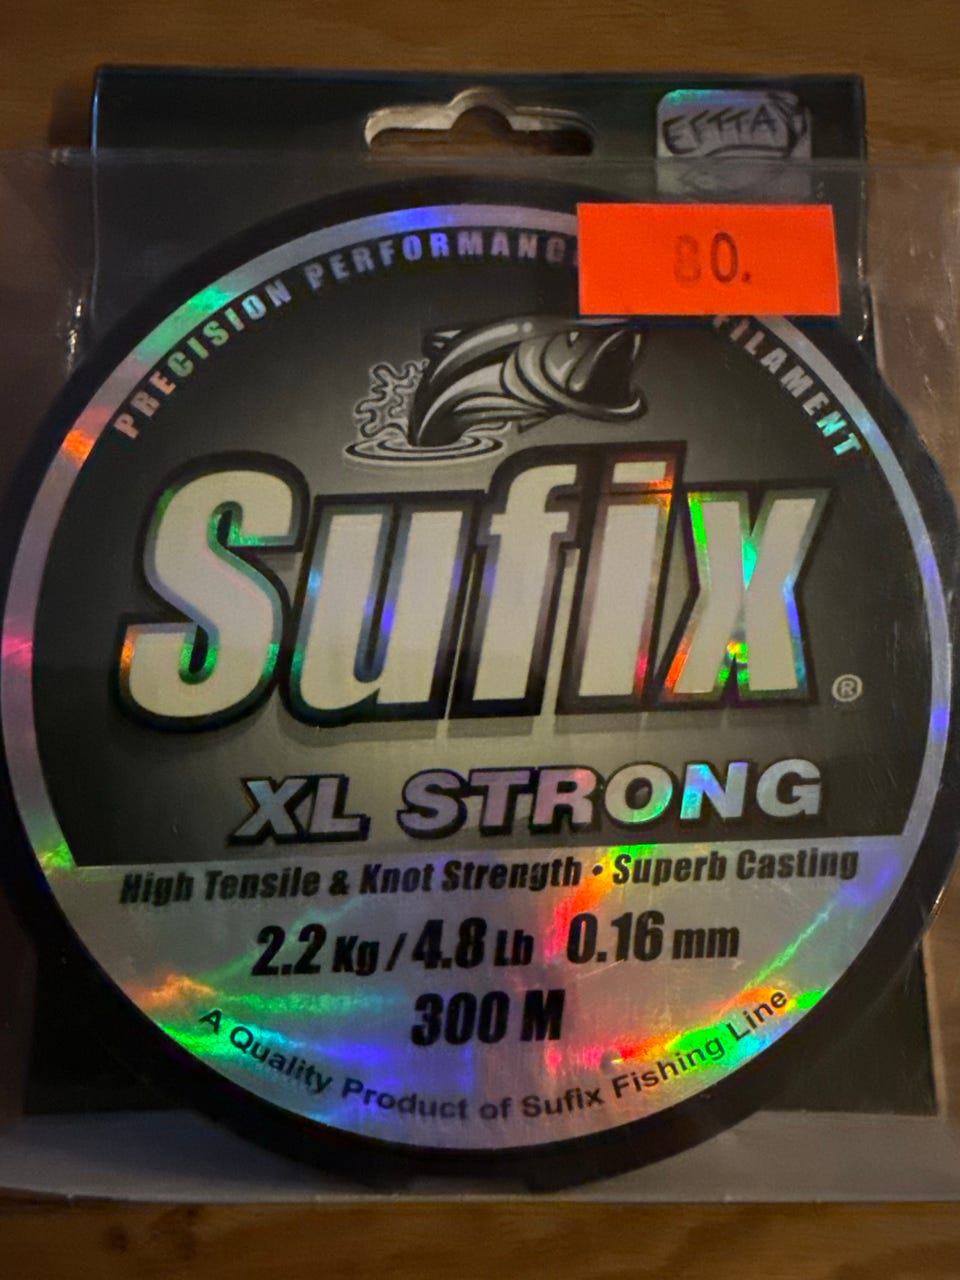 EFTTA
80.
PRECISION PERFORMANC
FILAMENT
Sufix®
XL STRONG
High Tensile & Knot Strength • Superb Casting
2.2 Kg / 4.8 Lb 0.16 mm
300 M
A Quality Product of Sufix Fishing Line